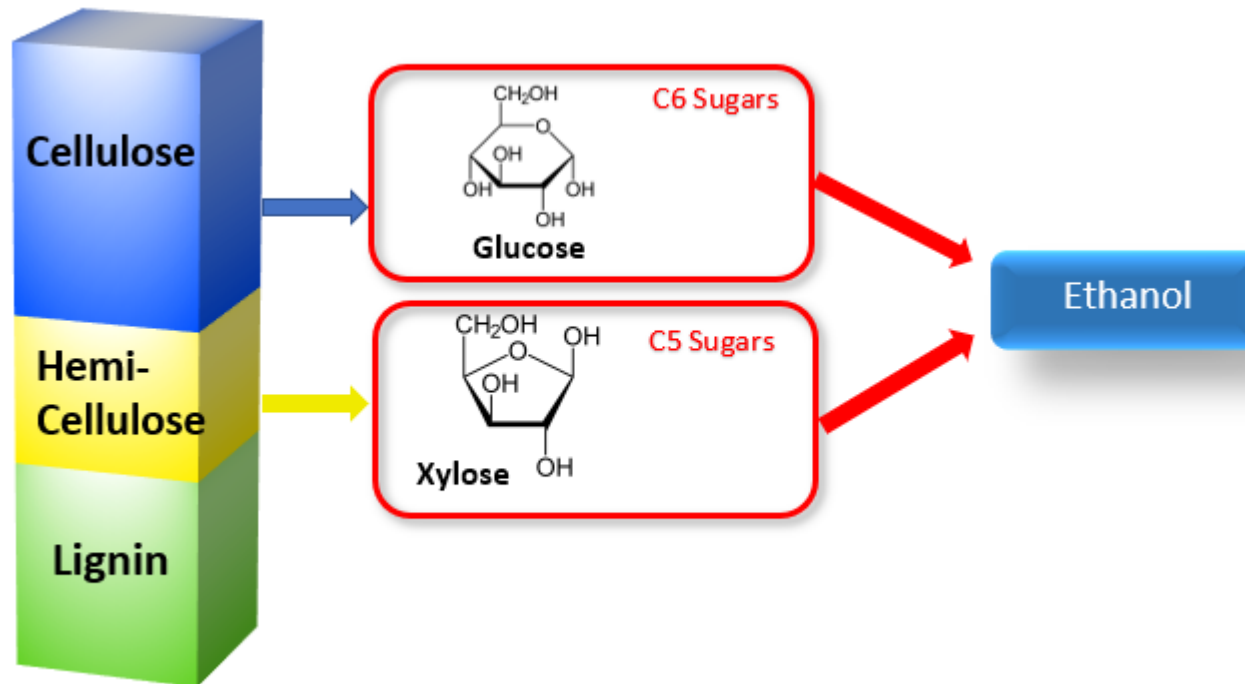 Cellulose
Hemi-
Cellulose
Lignin
C6 Sugars
CH₂OH
O
OH
OH
OH
OH
Glucose
C5 Sugars
CH₂OH
OH
O
OH
OH
Xylose
Ethanol